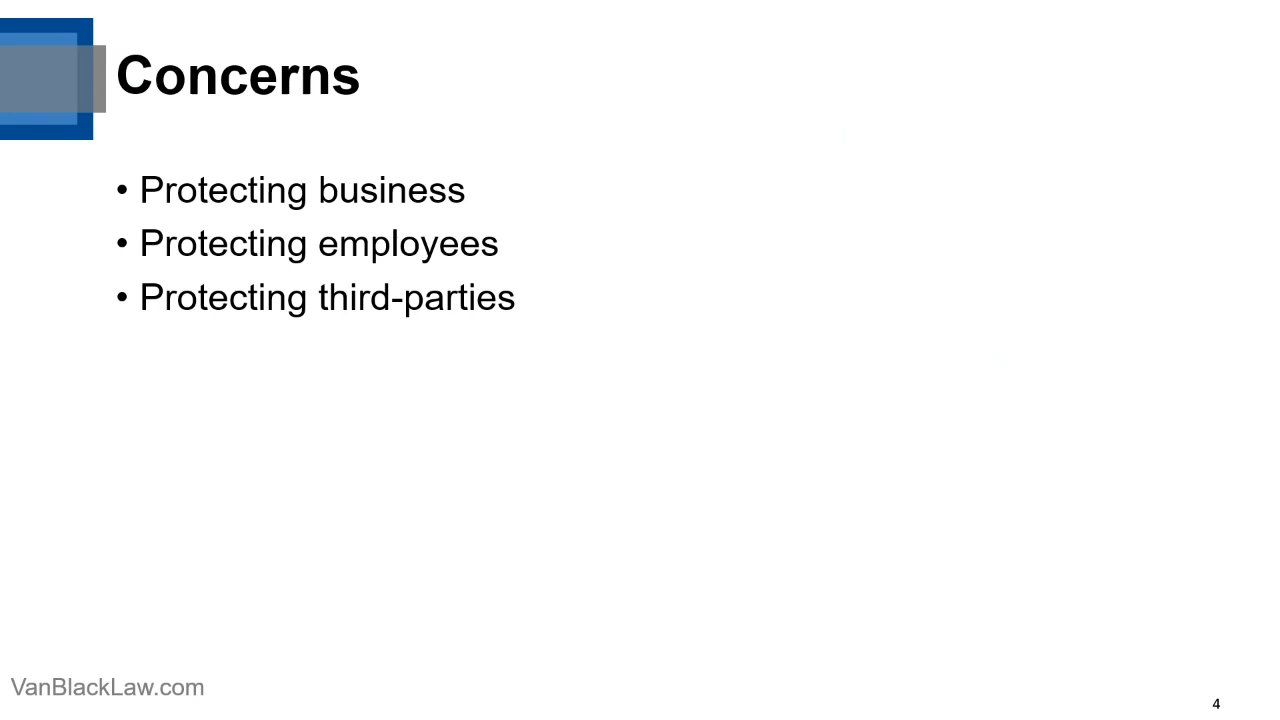 Concerns
• Protecting business
• Protecting employees
• Protecting third-parties
VanBlackLaw.com
4